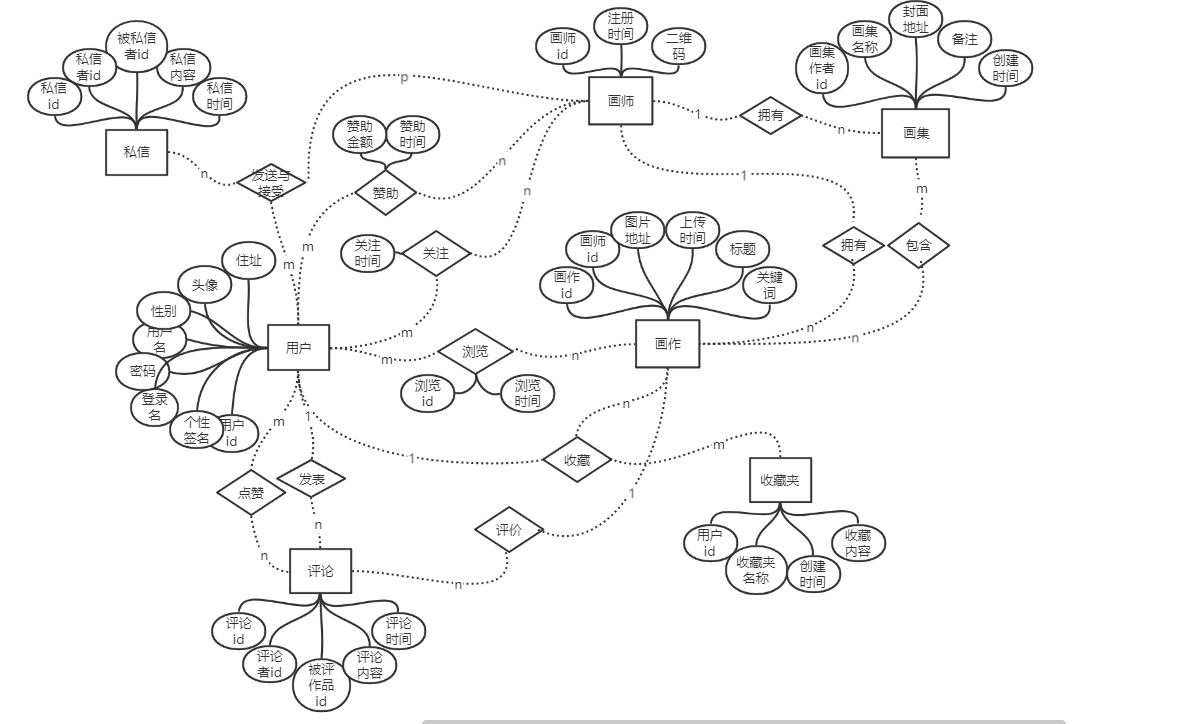 私信
id
私信
者id
被私信
者id
私信
内容
私信
时间
私信
n
发送与
接受
p
m
画师
id
注册
时间
二维
码
画师
1
拥有
n
画集
作者
id
画集
名称
封面
地址
备注
创建
时间
画集
m
包含
n
1
拥有
n
赞助
金额
赞助
时间
赞助
n
m
关注
时间
关注
n
m
画作
id
画师
id
图片
地址
上传
时间
标题
关键
词
画作
住址
头像
性别
用户
名
密码
登录
名
个性
签名
用户
id
用户
m
浏览
n
浏览
id
浏览
时间
m
点赞
n
1
发表
n
1
收藏
n
m
收藏夹
用户
id
收藏夹
名称
创建
时间
收藏
内容
1
评价
n
评论
评论
id
评论
者id
被评
作品
id
评论
内容
评论
时间